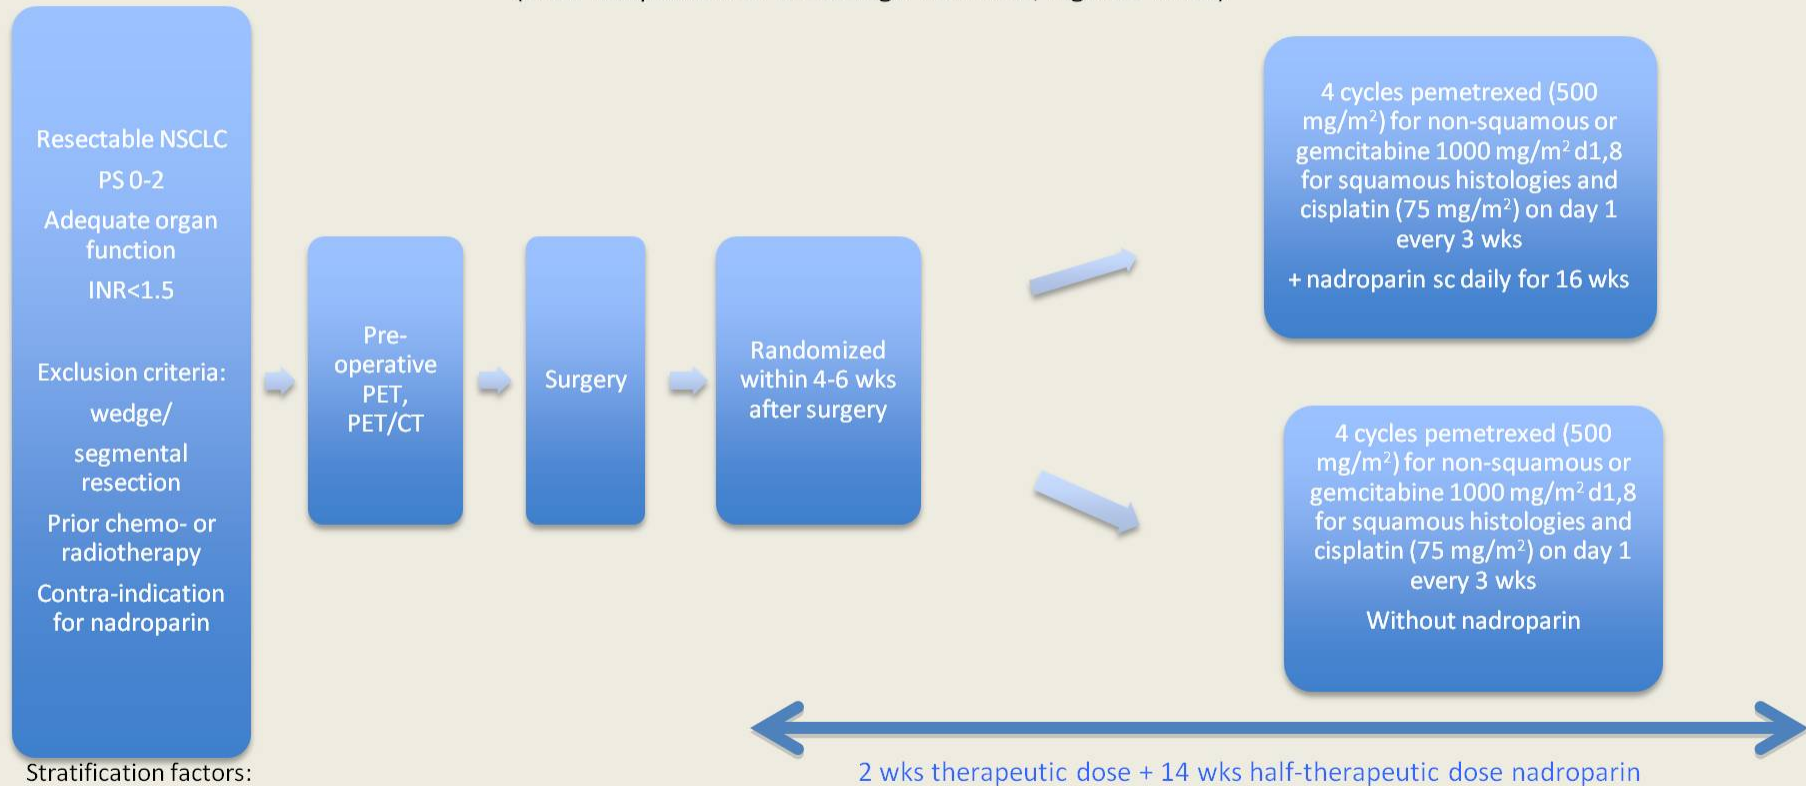 Resectable NSCLC
PS 0-2
Adequate organ
function
INR<1.5
Exclusion criteria:
wedge/
segmental
resection
Prior chemo- or
radiotherapy
Contra-indication
for nadroparin
Pre-
operative
PET,
PET/CT
Surgery
Randomized
within 4-6 wks
after surgery
4 cycles pemetrexed (500
mg/m²) for non-squamous or
gemcitabine 1000 mg/m² d1,8
for squamous histologies and
cisplatin (75 mg/m²) on day 1
every 3 wks
+ nadroparin sc daily for 16 wks
4 cycles pemetrexed (500
mg/m²) for non-squamous or
gemcitabine 1000 mg/m² d1,8
for squamous histologies and
cisplatin (75 mg/m²) on day 1
every 3 wks
Without nadroparin
Stratification factors:
2 wks therapeutic dose + 14 wks half-therapeutic dose nadroparin